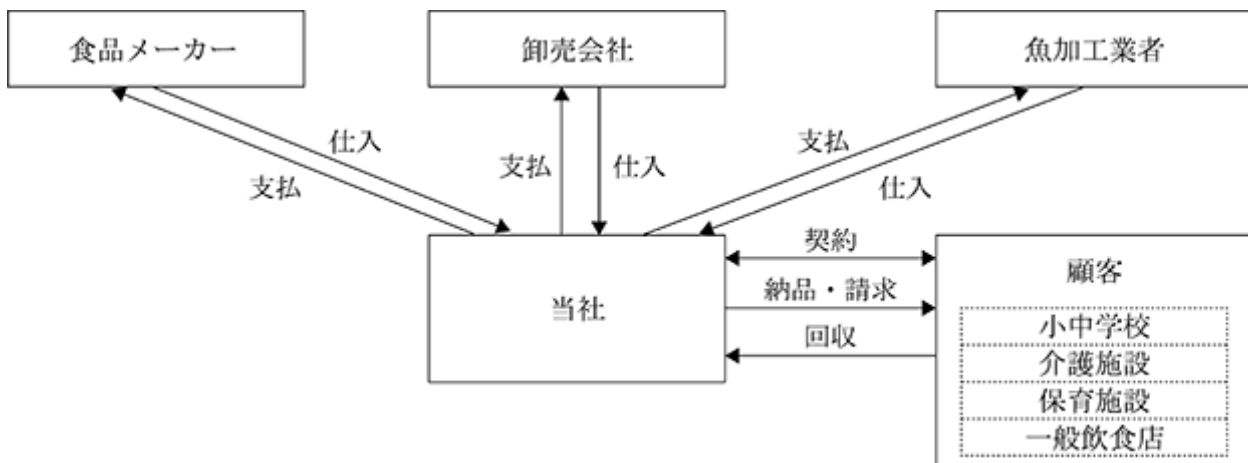 食品メーカー
卸売会社
魚加工業者
仕入
支払
支払
仕入
支払
仕入
当社
契約
納品・請求
回収
顧客
小中学校
介護施設
保育施設
一般飲食店